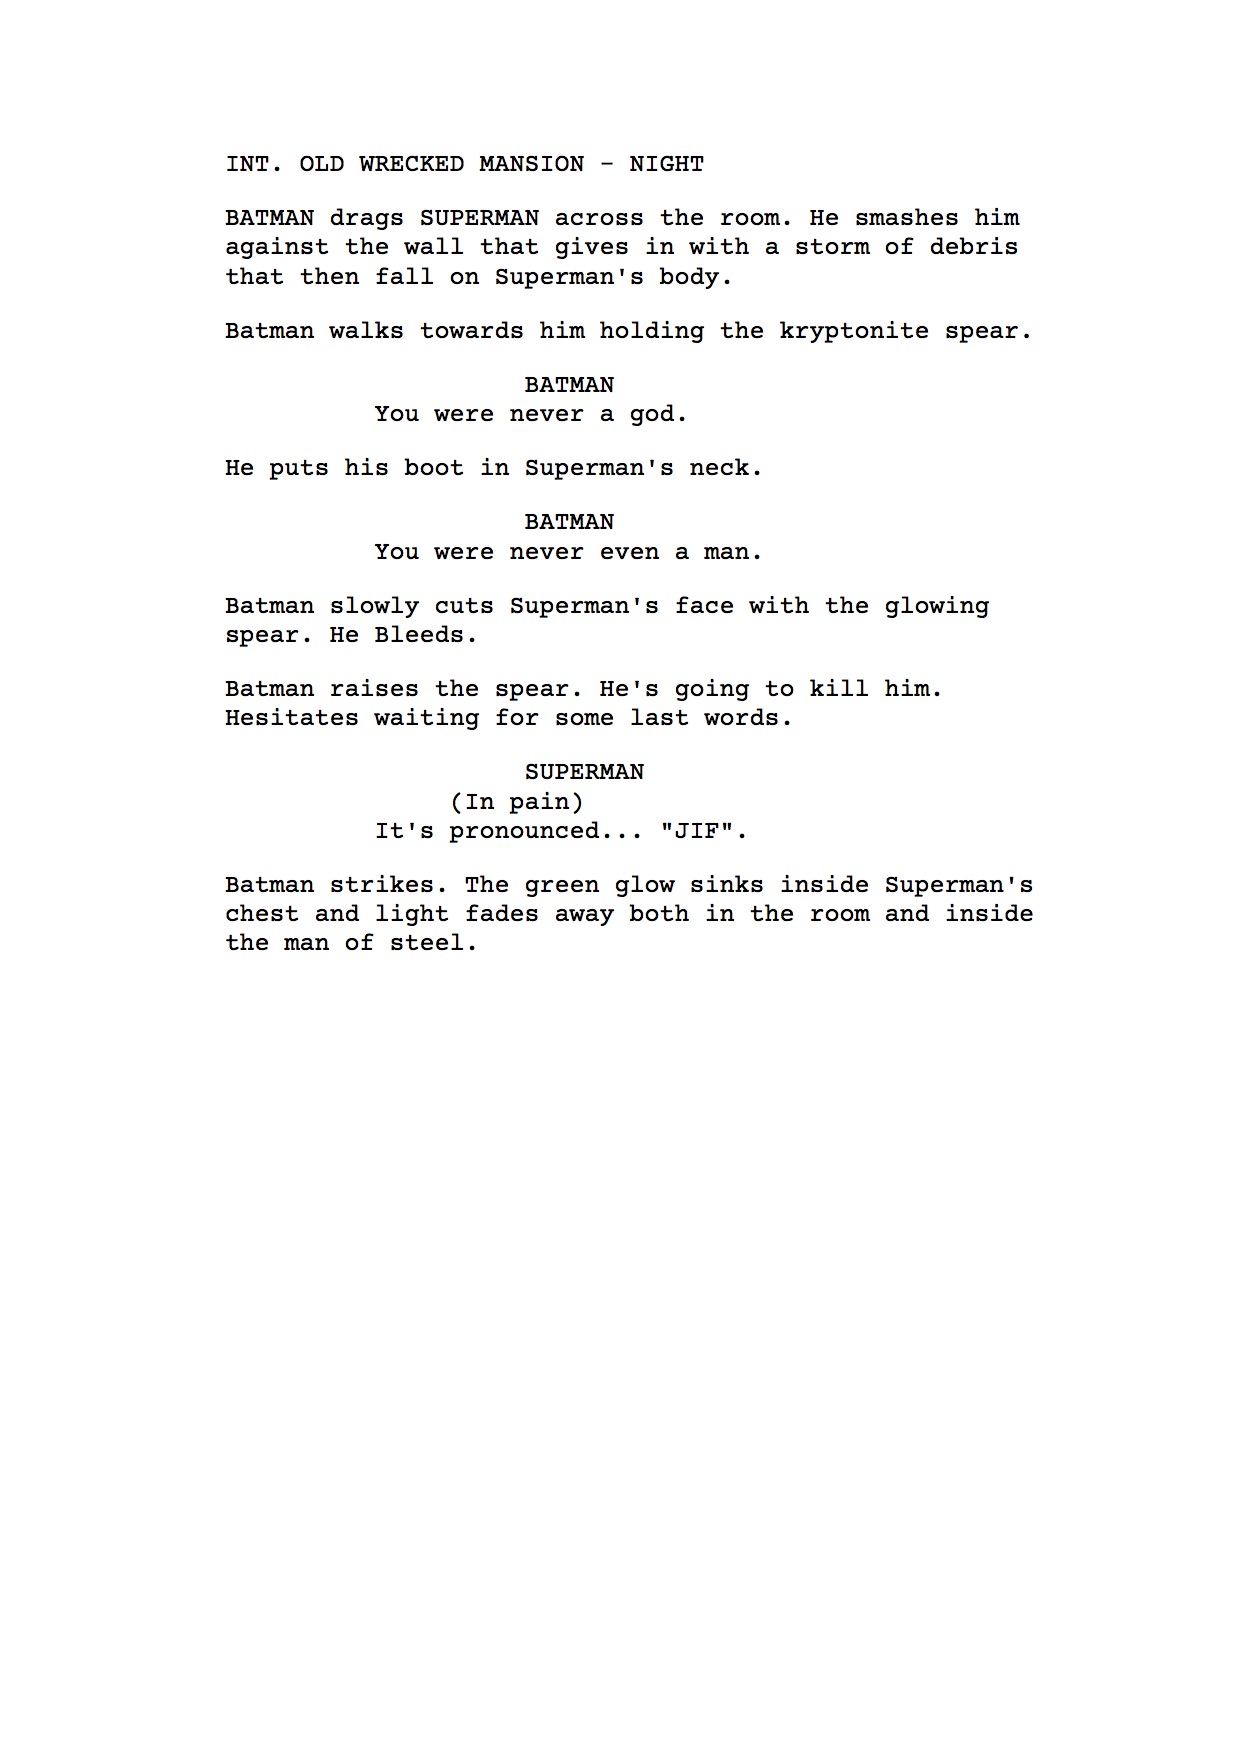 INT. OLD WRECKED MANSION - NIGHT
BATMAN drags SUPERMAN across the room. He smashes him
against the wall that gives in with a storm of debris
that then fall on Superman's body.
Batman walks towards him holding the kryptonite spear.
BATMAN
You were never a god.
He puts his boot in Superman's neck.
BATMAN
You were never even a man.
Batman slowly cuts Superman's face with the glowing
spear. He Bleeds.
Batman raises the spear. He's going to kill him.
Hesitates waiting for some last words.
SUPERMAN
(In pain)
It's pronounced... "JIF".
Batman strikes. The green glow sinks inside Superman's
chest and light fades away both in the room and inside
the man of steel.